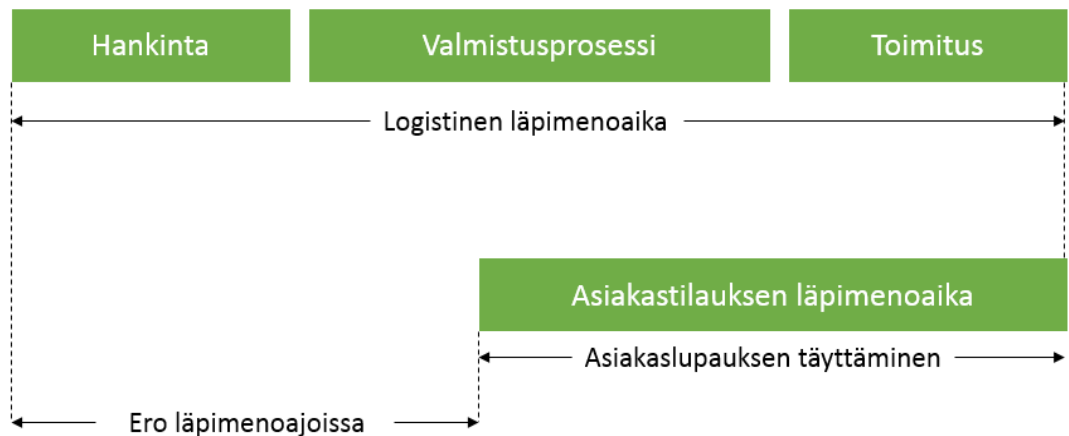 Hankinta
Valmistusprosessi
Toimitus
Logistinen läpimenoaika
Asiakastilauksen läpimenoaika
Asiakaslupauksen täyttäminen
Ero läpimenoajoissa